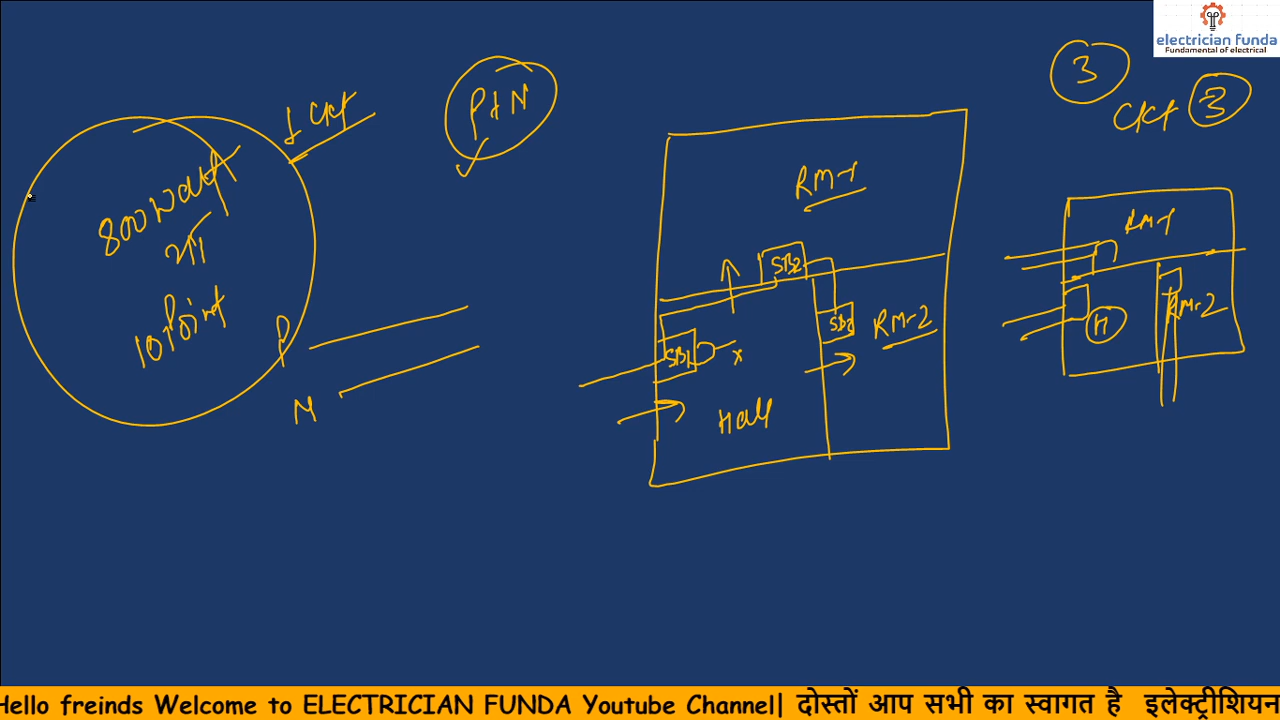 electrician funda
Fundamental of electrical
3
Ckt 3
1 Ckt
P+N
800 watt
या
10 Point
P
N
RM-1
SB2
SB1
x
Hall
RM-2
RM-1
H
RM-2
Hello freinds Welcome to ELECTRICIAN FUNDA Youtube Channel| दोस्तों आप सभी का स्वागत है इलेक्ट्रीशियन